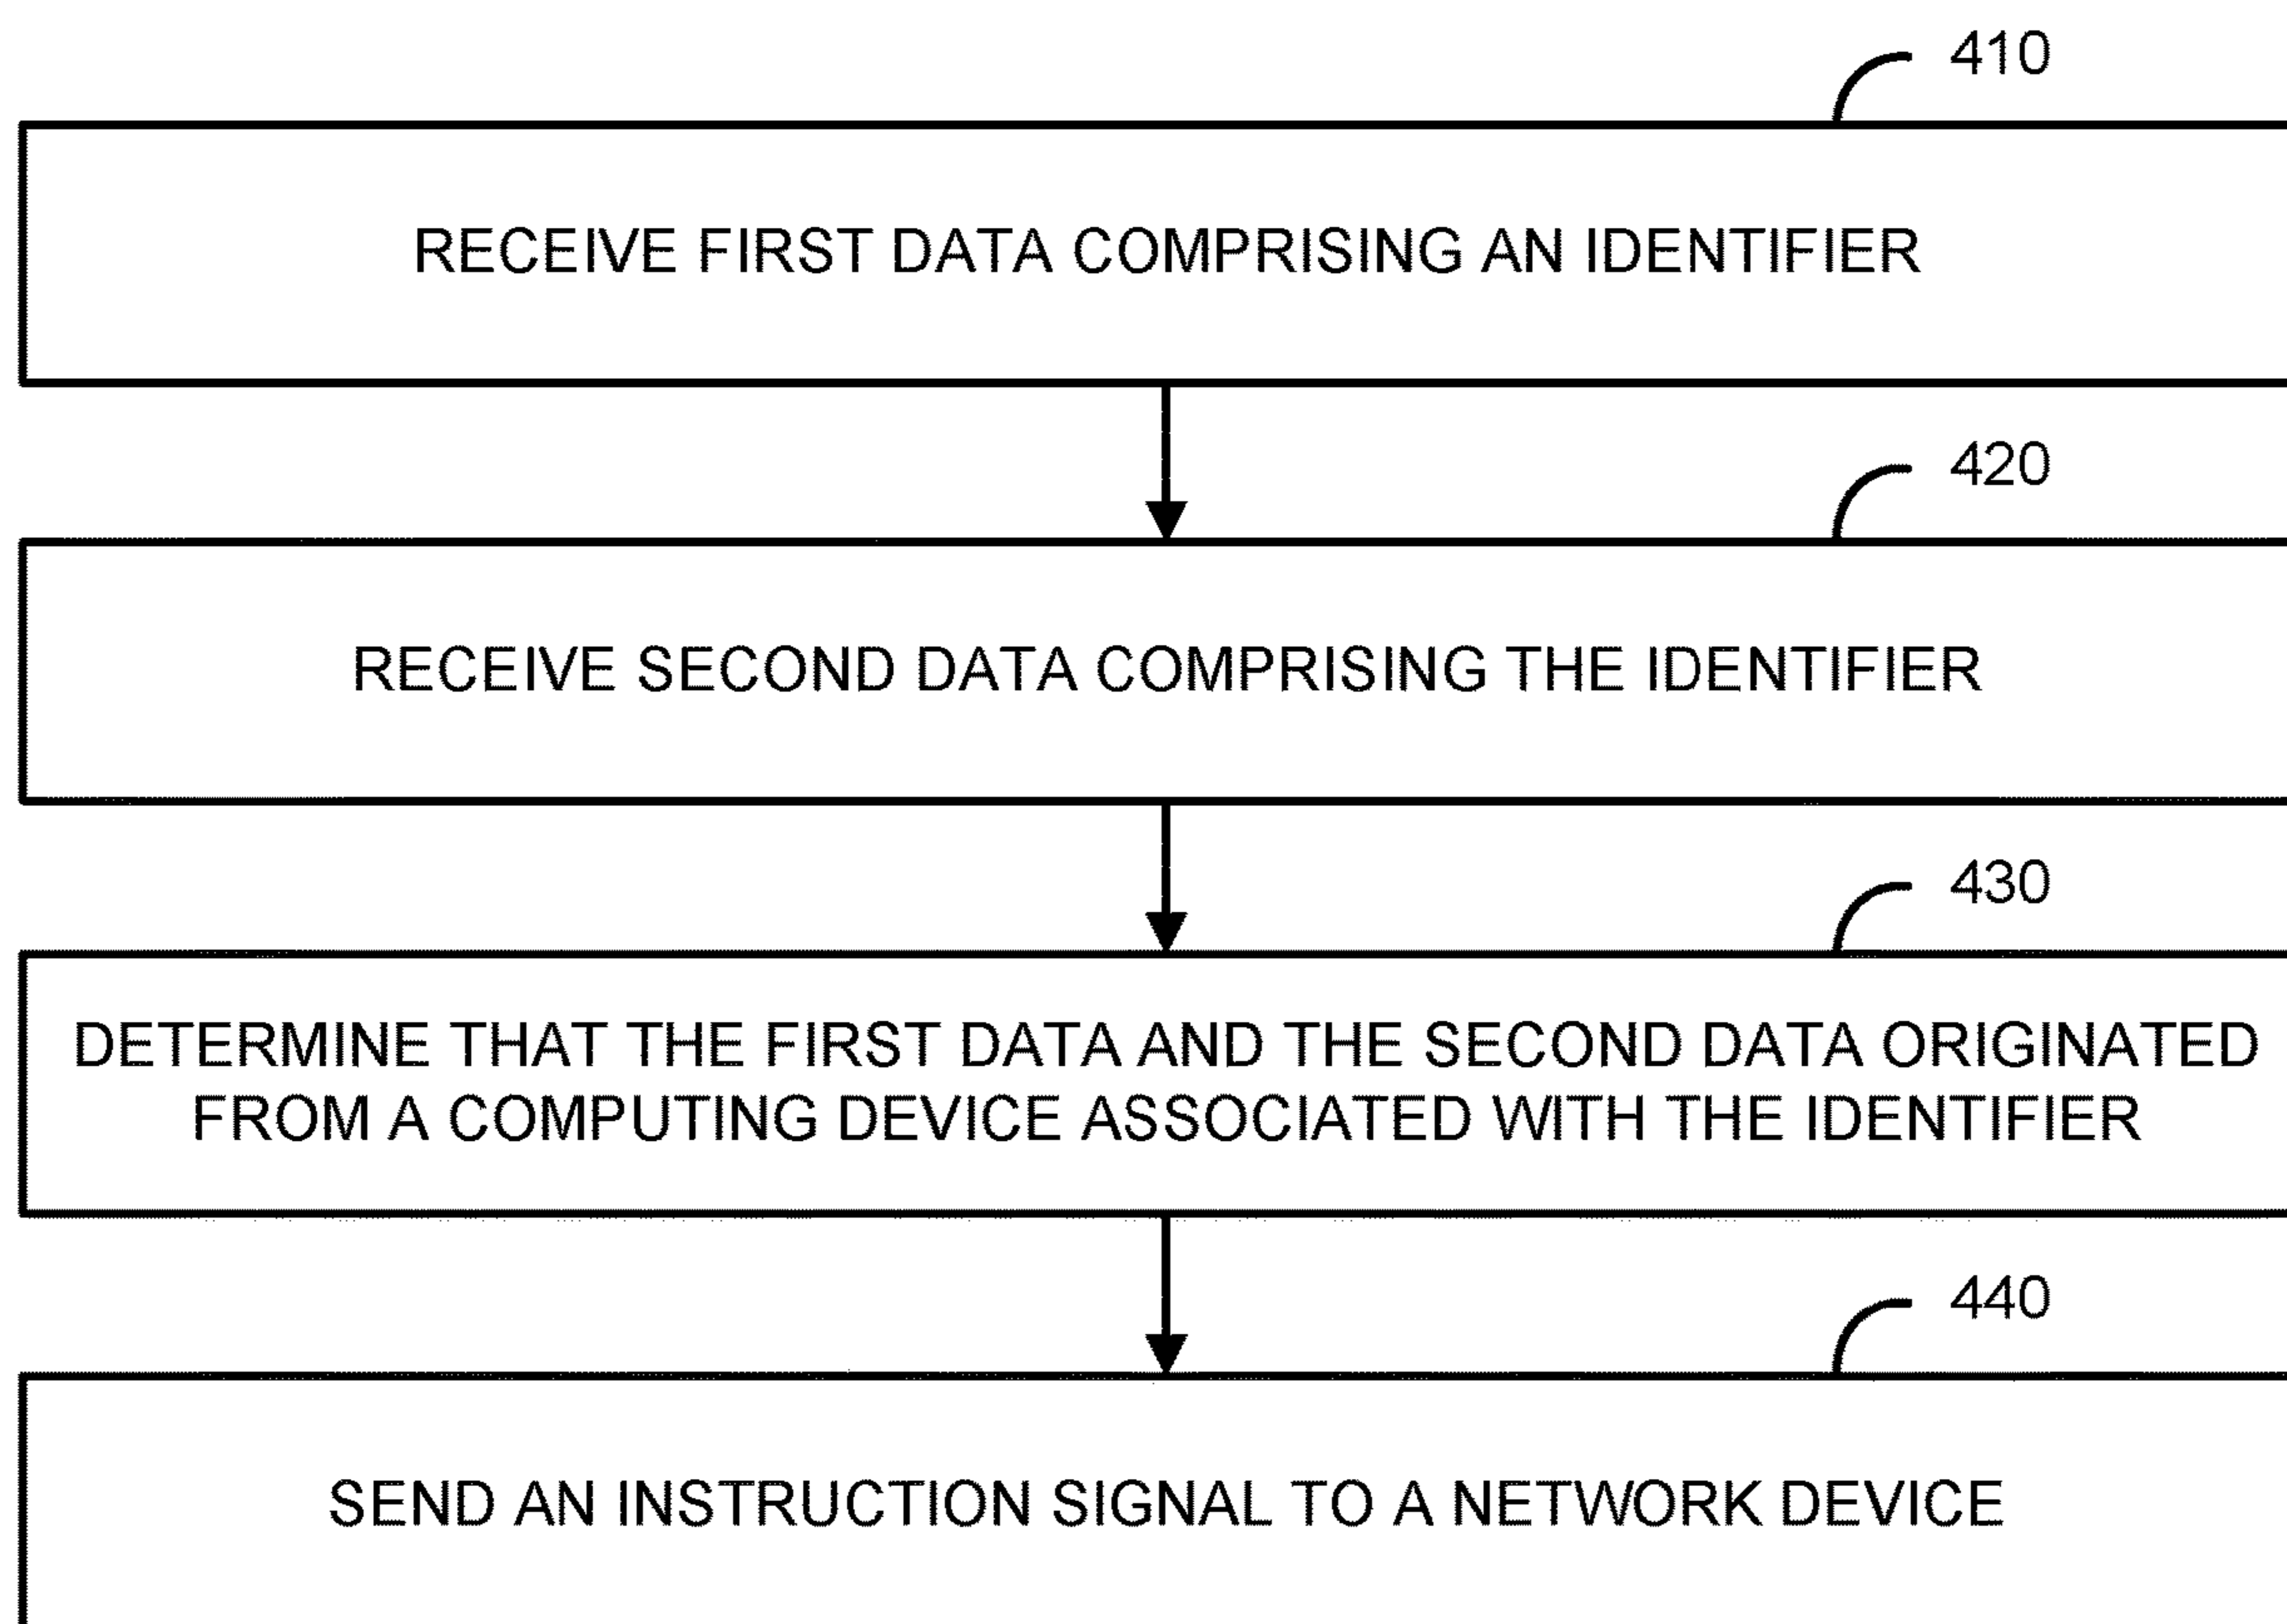 410
RECEIVE FIRST DATA COMPRISING AN IDENTIFIER
420
RECEIVE SECOND DATA COMPRISING THE IDENTIFIER
430
DETERMINE THAT THE FIRST DATA AND THE SECOND DATA ORIGINATED
FROM A COMPUTING DEVICE ASSOCIATED WITH THE IDENTIFIER
440
SEND AN INSTRUCTION SIGNAL TO A NETWORK DEVICE